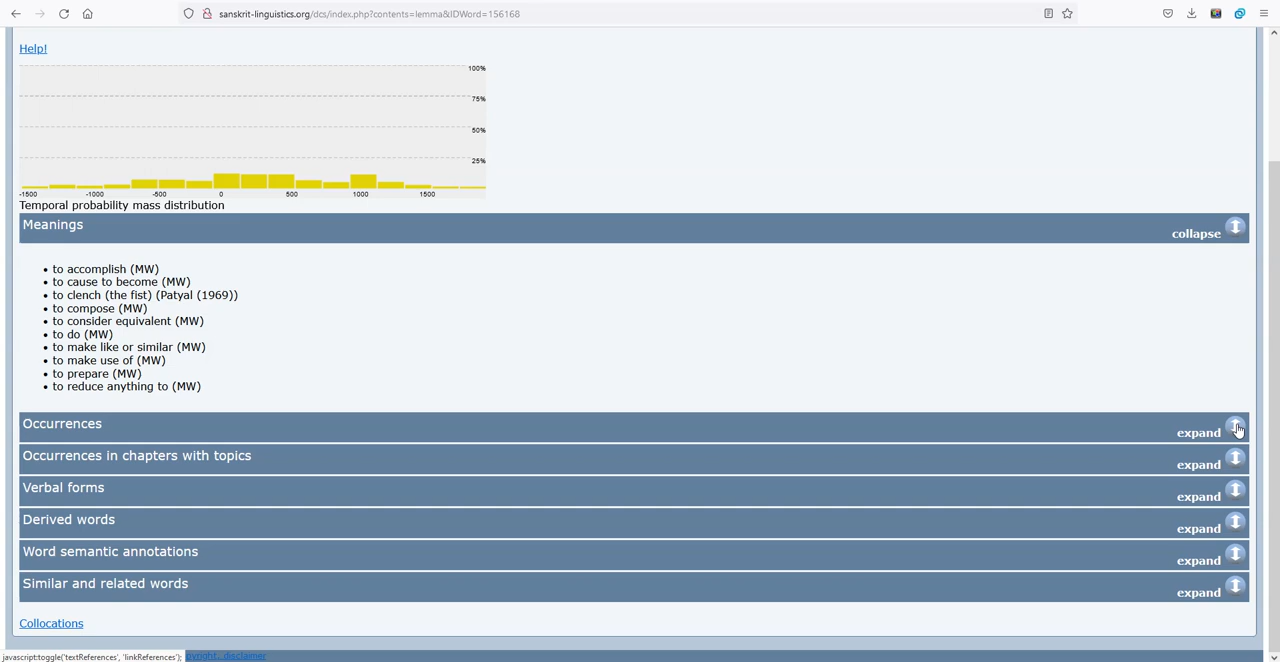 sanskrit-linguistics.org/dcs/index.php?contents=lemma&IDWord=156168
Help!
100%
75%
50%
25%
-1500 -1000 -500 0 500 1000 1500
Temporal probability mass distribution
Meanings
collapse
• to accomplish (MW)
• to cause to become (MW)
• to clench (the fist) (Patyal (1969))
• to compose (MW)
• to consider equivalent (MW)
• to do (MW)
• to make like or similar (MW)
• to make use of (MW)
• to prepare (MW)
• to reduce anything to (MW)
Occurrences
expand
Occurrences in chapters with topics
expand
Verbal forms
expand
Derived words
expand
Word semantic annotations
expand
Similar and related words
expand
Collocations
javascript:toggle('textReferences', 'linkReferences');
disclaimer